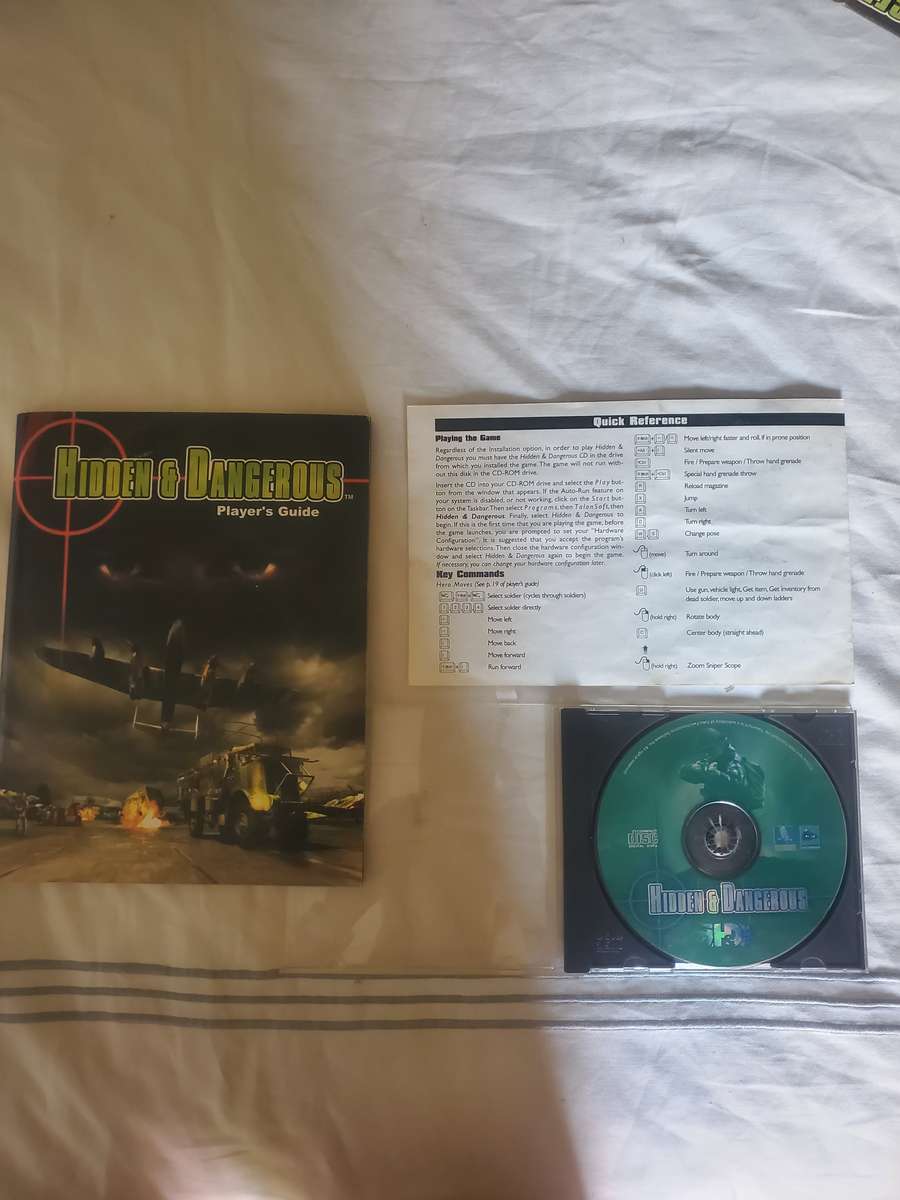 HIDDEN & DANGEROUS™
Player's Guide
Quick Reference
Playing the Game
Regardless of the Installation option, in order to play Hidden &
Dangerous you must have the Hidden & Dangerous CD in the drive
from which you installed the game. The game will not run with-
out this disk in the CD-ROM drive.
Insert the CD into your CD-ROM drive and select the Play but-
ton from the window that appears. If the Auto-Run feature on
your system is disabled, or not working, click on the Start but-
ton on the Taskbar. Then select Programs, then TalonSoft, then
Hidden & Dangerous. Finally, select Hidden & Dangerous to
begin. If this is the first time that you are playing the game, before
the game launches, you are prompted to set your "Hardware
Configuration". It is suggested that you accept the program's
hardware selections. Then close the hardware configuration win-
dow and select Hidden & Dangerous again to begin the game.
If necessary, you can change your hardware configuration later.
Key Commands
Hero Moves (See p. 19 of player's guide)
Select soldier (cycles through soldiers)
1 2 3 4 Select soldier directly
Move left
Move right
Move back
Move forward
Run forward
Move left/right faster and roll, if in prone position
Silent move
Fire / Prepare weapon / Throw hand grenade
Special hand grenade throw
Reload magazine
Jump
Turn left
Turn right
Change pose
(move) Turn around
(click left) Fire / Prepare weapon / Throw hand grenade
Use gun, vehicle light, Get item, Get inventory from
dead soldier, move up and down ladders
(hold right) Rotate body
Center body (straight ahead)
(hold right) Zoom Sniper Scope
COMPACT
DISC
HIDDEN & DANGEROUS